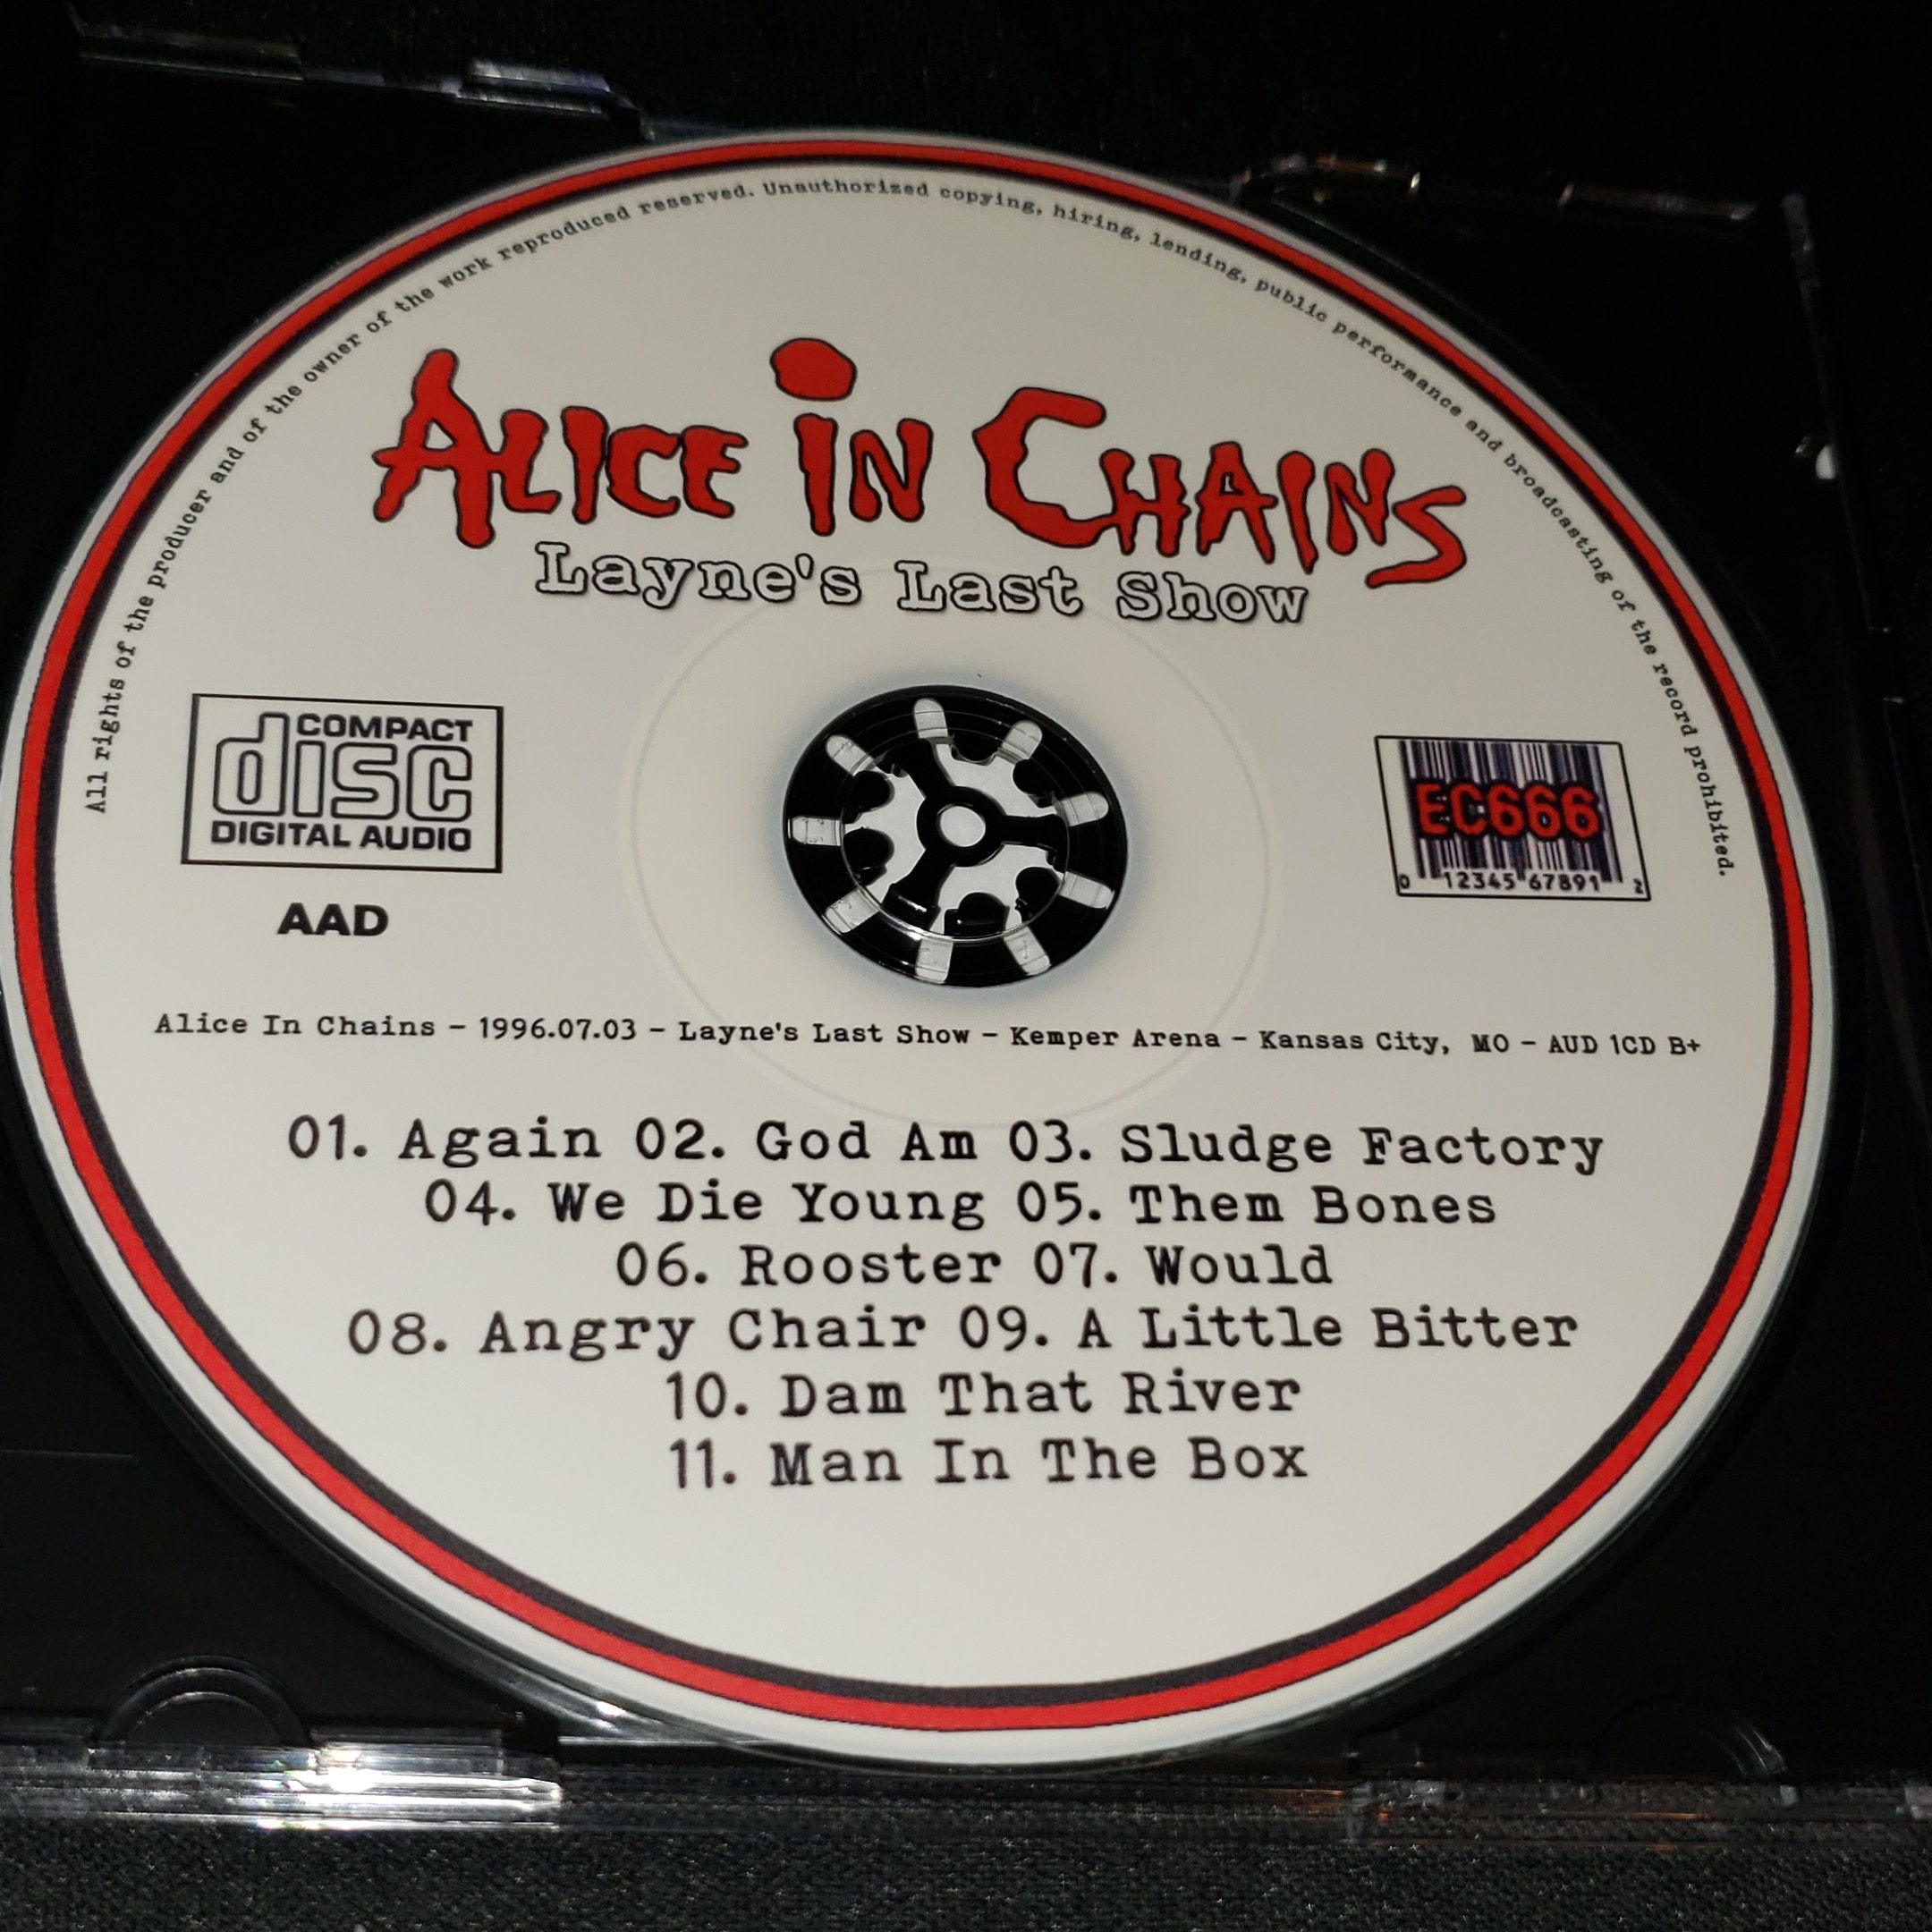 All rights of the producer and of the owner of the work reproduced reserved. Unauthorized copying, hiring, lending, public performance and broadcasting of the record prohibited.
ALICE IN CHAINS
Layne's Last Show
COMPACT
disc
DIGITAL AUDIO
AAD
EC666
0 12345 67891 2
Alice In Chains - 1996.07.03 - Layne's Last Show - Kemper Arena - Kansas City, MO - AUD 1CD B+
01. Again 02. God Am 03. Sludge Factory
04. We Die Young 05. Them Bones
06. Rooster 07. Would
08. Angry Chair 09. A Little Bitter
10. Dam That River
11. Man In The Box